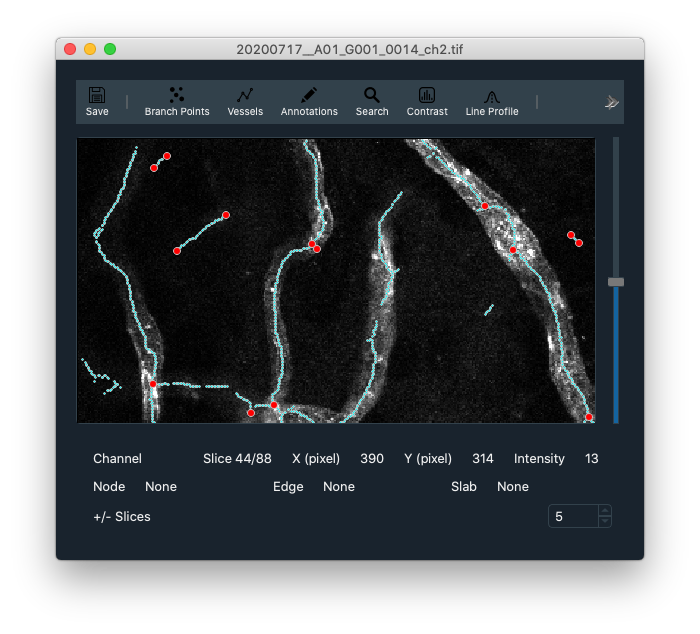 20200717__A01_G001_0014_ch2.tif
Save Branch Points Vessels Annotations Search Contrast Line Profile
Channel Slice 44/88 X (pixel) 390 Y (pixel) 314 Intensity 13
Node None Edge None Slab None
+/- Slices 5